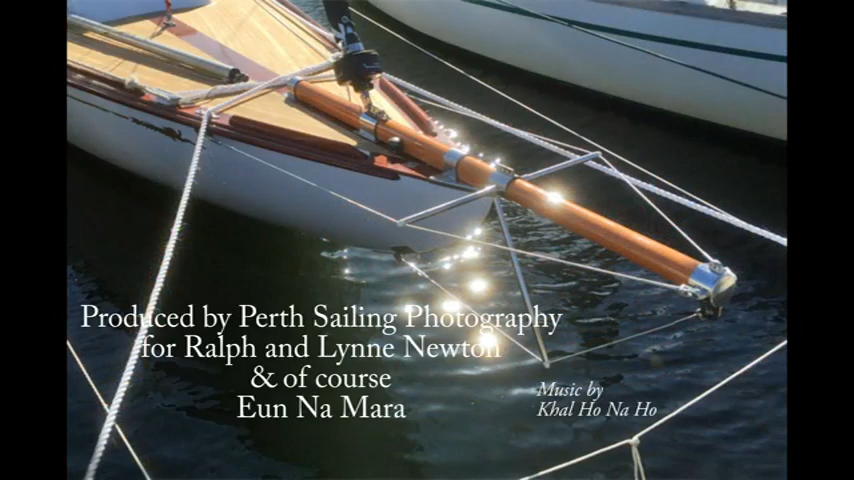 Produced by Perth Sailing Photography
for Ralph and Lynne Newton
& of course
Eun Na Mara
Music by
Khal Ho Na Ho